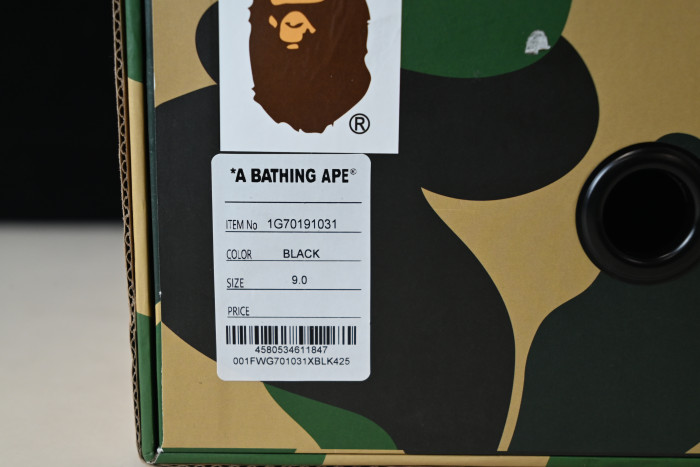 ®
*A BATHING APE®
ITEM No 1G70191031
COLOR BLACK
SIZE 9.0
PRICE
4580534611847
001FWG701031XBLK425